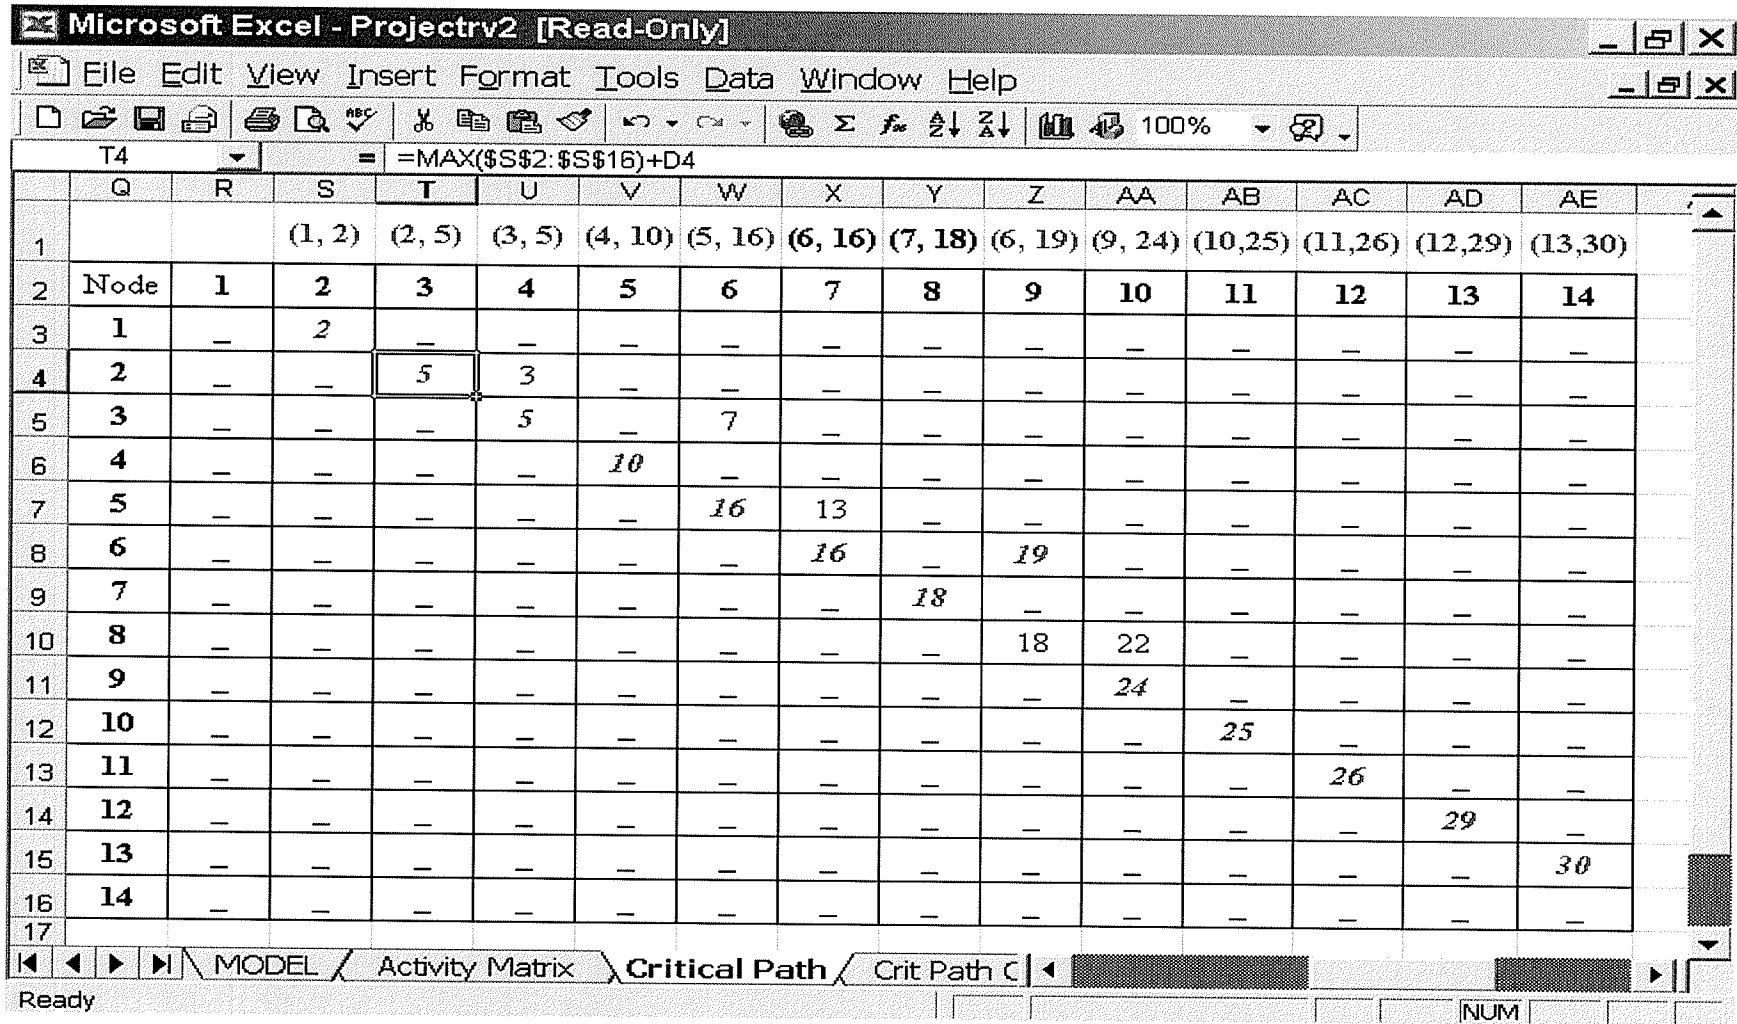 Microsoft Excel - Projectrv2 [Read-Only]
File Edit View Insert Format Tools Data Window Help
100%
T4 = =MAX($S$2:$S$16)+D4
Q R S T U V W X Y Z AA AB AC AD AE
1 (1, 2) (2, 5) (3, 5) (4, 10) (5, 16) (6, 16) (7, 18) (6, 19) (9, 24) (10,25) (11,26) (12,29) (13,30)
2 Node 1 2 3 4 5 6 7 8 9 10 11 12 13 14
3 1 _ 2 _ _ _ _ _ _ _ _ _ _ _ _
4 2 _ _ 5 3 _ _ _ _ _ _ _ _ _ _
5 3 _ _ _ 5 _ 7 _ _ _ _ _ _ _ _
6 4 _ _ _ _ 10 _ _ _ _ _ _ _ _ _
7 5 _ _ _ _ _ 16 13 _ _ _ _ _ _ _
8 6 _ _ _ _ _ _ 16 _ 19 _ _ _ _ _
9 7 _ _ _ _ _ _ _ 18 _ _ _ _ _ _
10 8 _ _ _ _ _ _ _ _ 18 22 _ _ _ _
11 9 _ _ _ _ _ _ _ _ _ 24 _ _ _ _
12 10 _ _ _ _ _ _ _ _ _ _ 25 _ _ _
13 11 _ _ _ _ _ _ _ _ _ _ _ 26 _ _
14 12 _ _ _ _ _ _ _ _ _ _ _ _ 29 _
15 13 _ _ _ _ _ _ _ _ _ _ _ _ _ 30
16 14 _ _ _ _ _ _ _ _ _ _ _ _ _ _
17
MODEL Activity Matrix Critical Path Crit Path C
Ready NUM